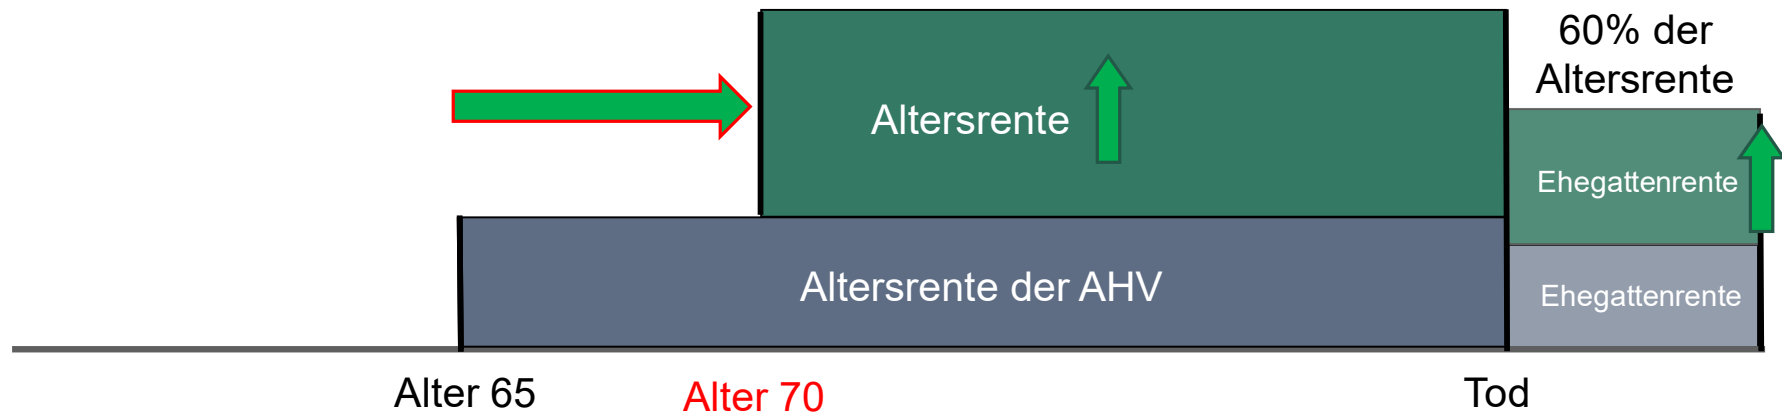 60% der
Altersrente
Altersrente
Ehegattenrente
Altersrente der AHV
Ehegattenrente
Alter 65
Alter 70
Tod